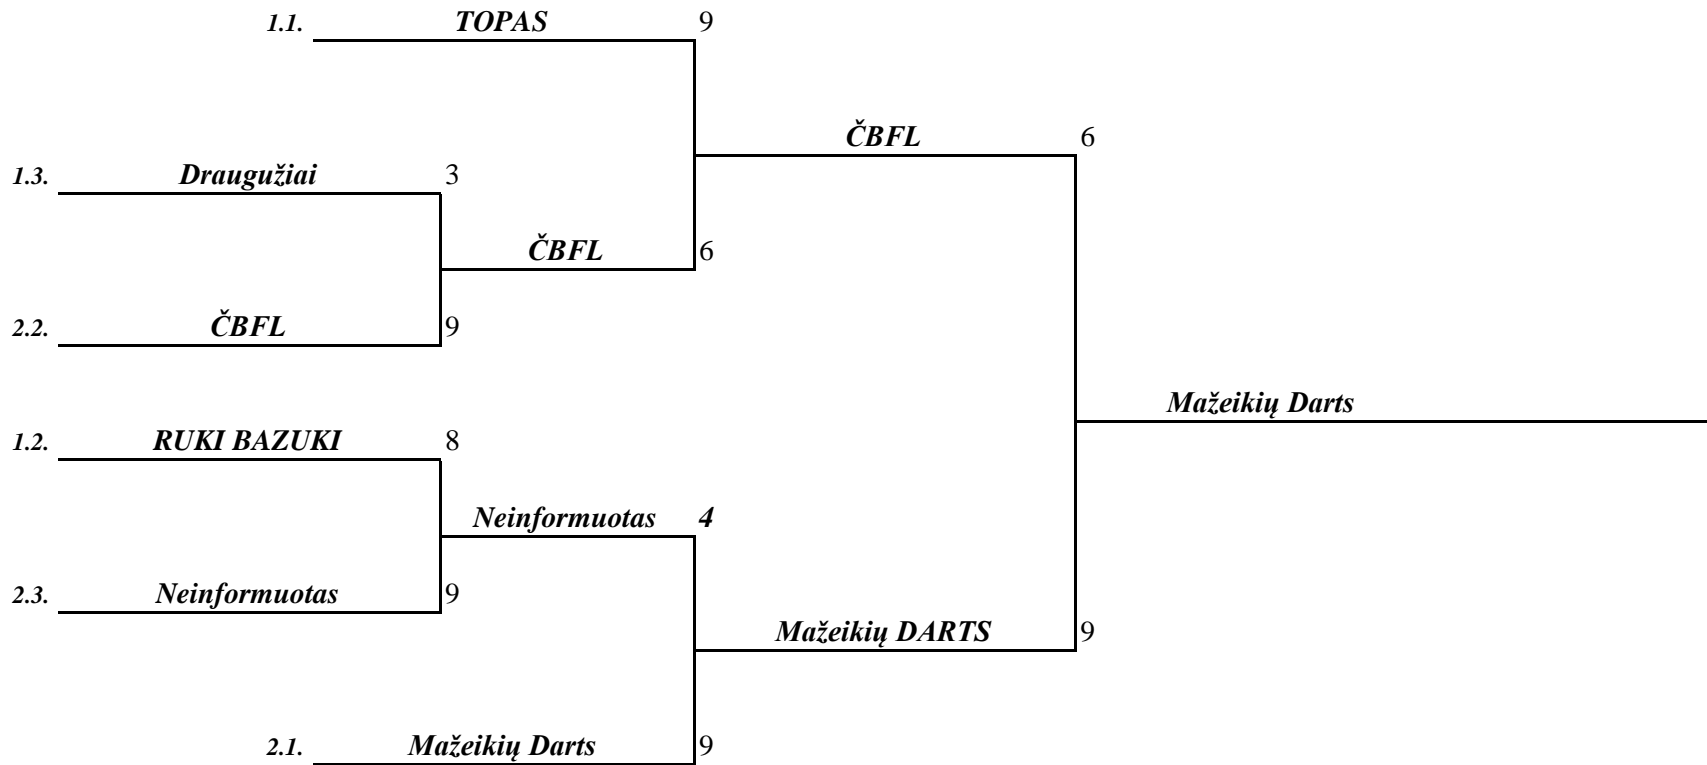 1.1. TOPAS 9
ČBFL 6
1.3. Draugužiai 3
ČBFL 6
2.2. ČBFL 9
Mažeikių Darts
1.2. RUKI BAZUKI 8
Neinformuotas 4
2.3. Neinformuotas 9
Mažeikių DARTS 9
2.1. Mažeikių Darts 9